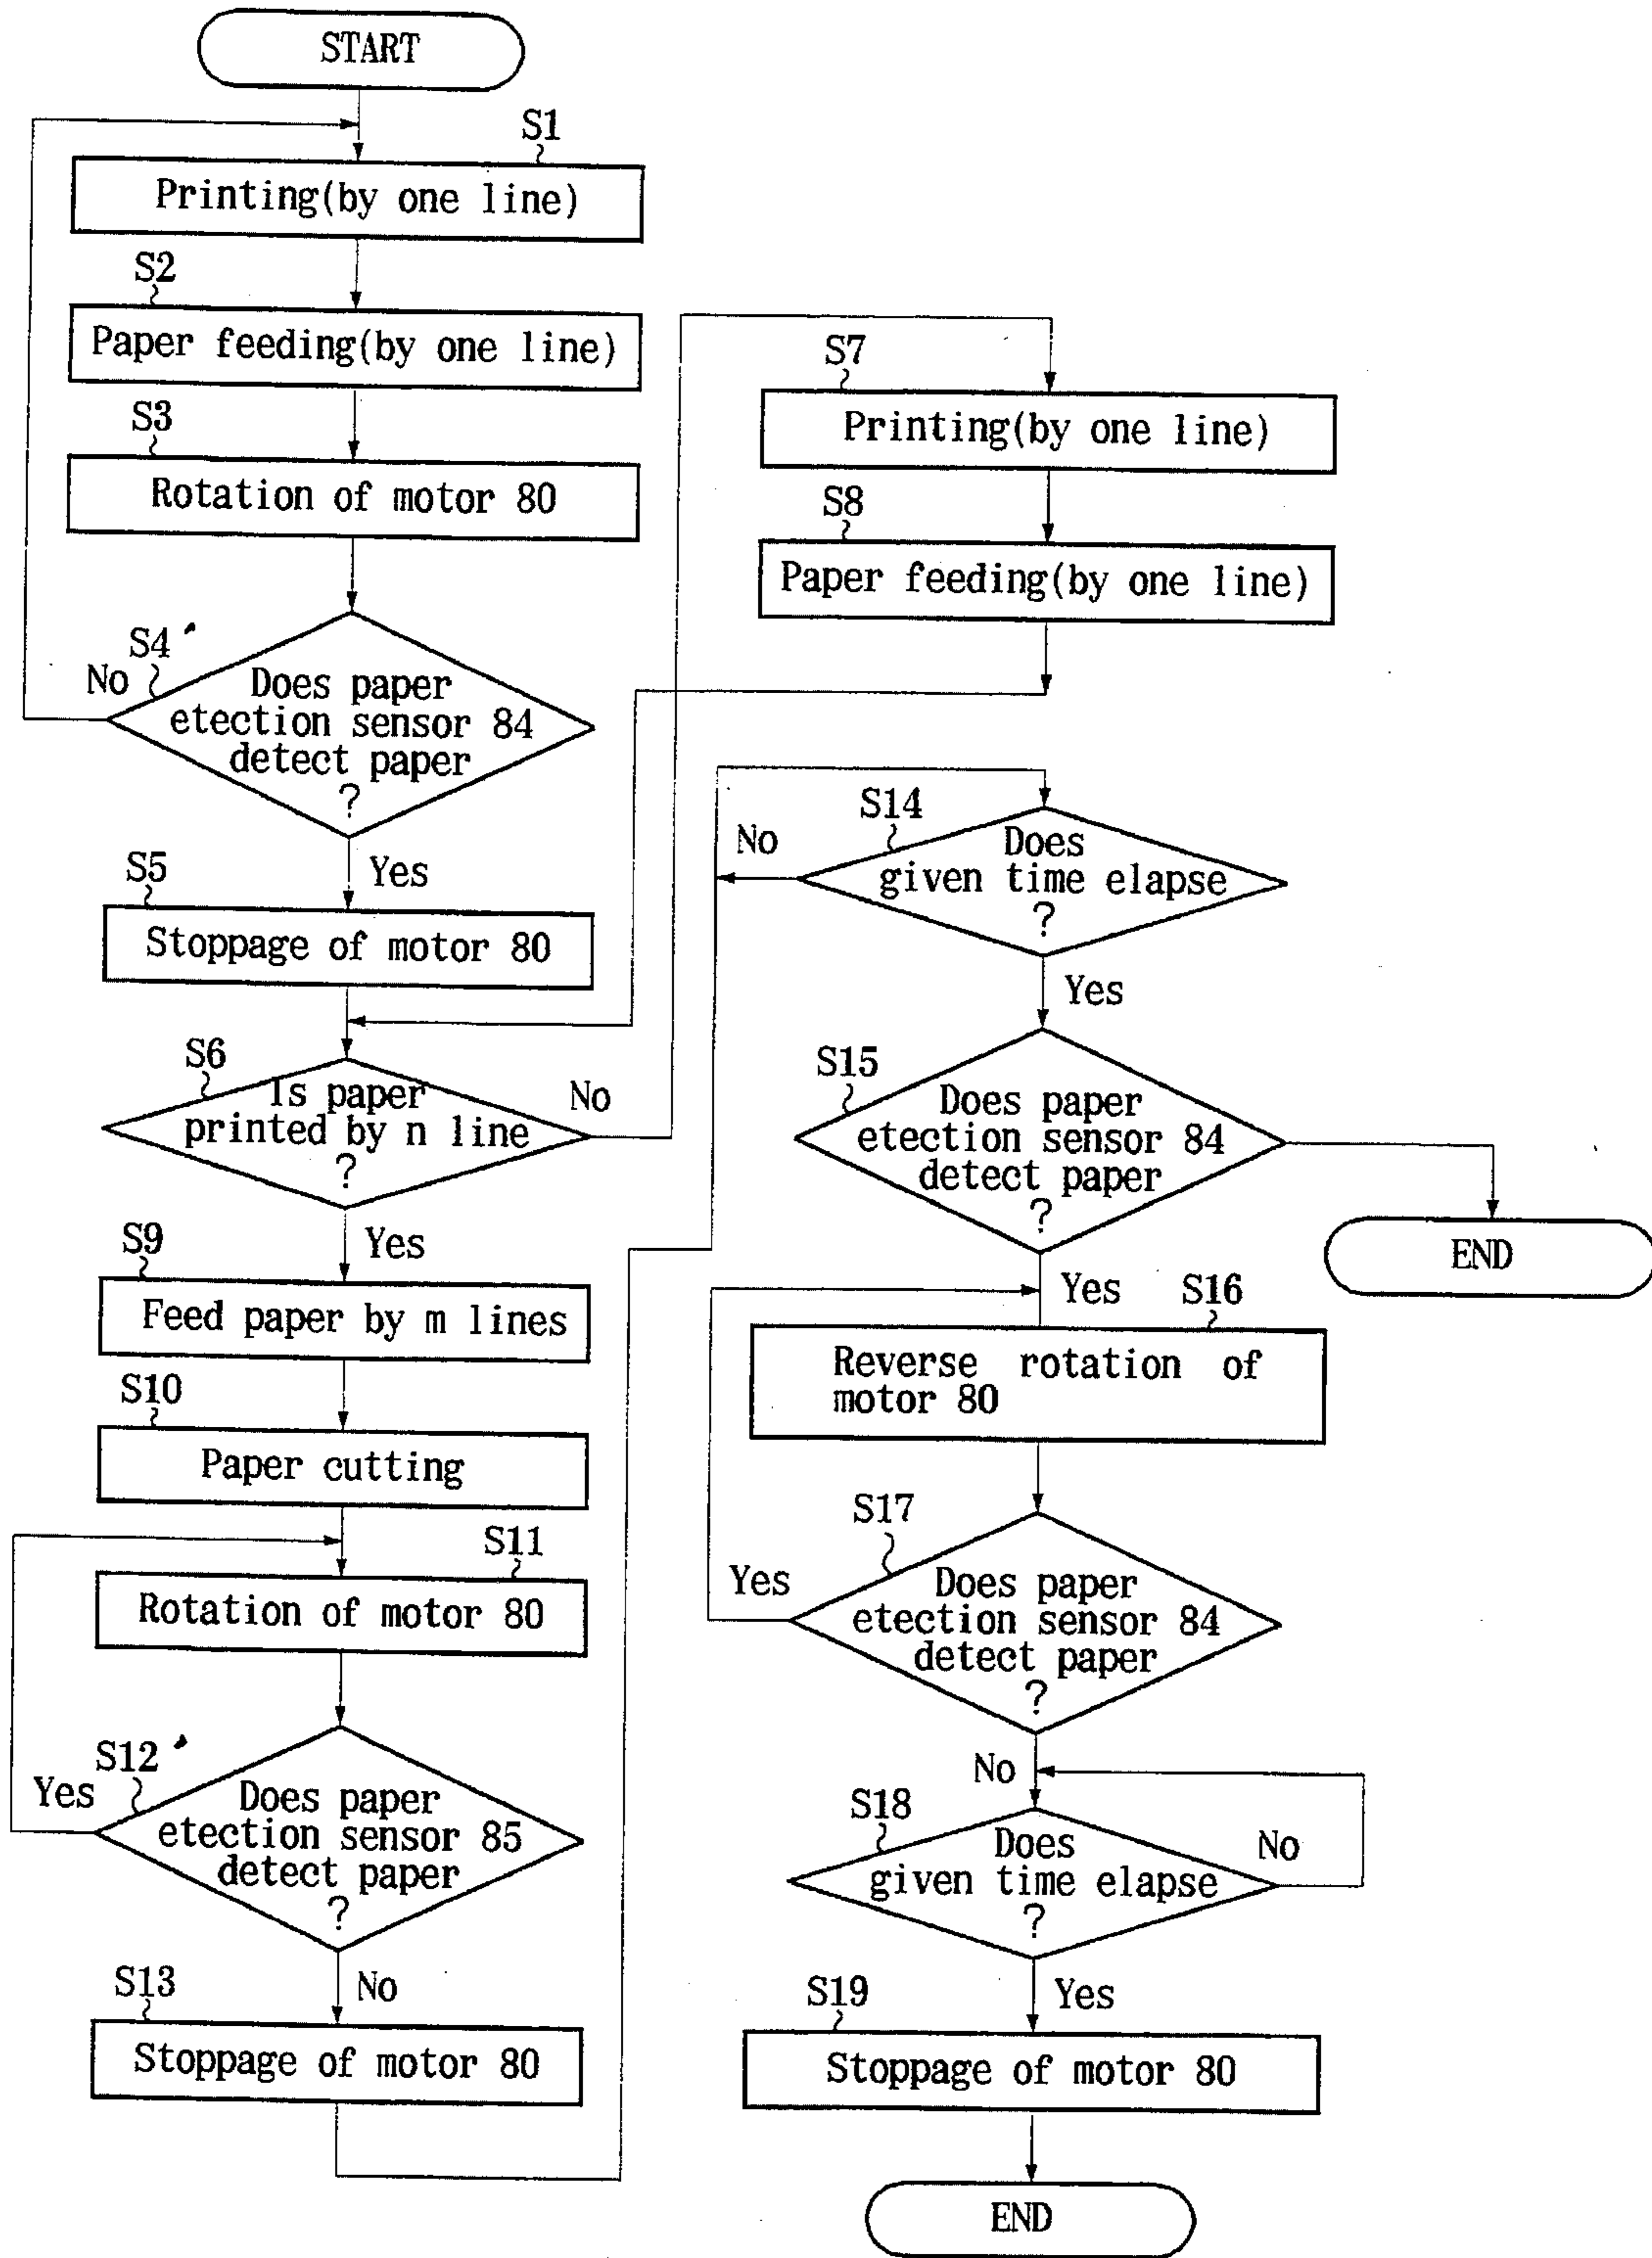 START
S1
Printing(by one line)
S2
Paper feeding(by one line)
S3
Rotation of motor 80
S4
No
Does paper
etection sensor 84
detect paper
?
Yes
S5
Stoppage of motor 80
S6
Is paper
printed by n line
?
No
Yes
S7
Printing(by one line)
S8
Paper feeding(by one line)
S9
Feed paper by m lines
S10
Paper cutting
S11
Rotation of motor 80
S12
Yes
Does paper
etection sensor 85
detect paper
?
No
S13
Stoppage of motor 80
S14
No
Does
given time elapse
?
Yes
S15
Does paper
etection sensor 84
detect paper
?
END
Yes
S16
Reverse rotation of
motor 80
S17
Yes
Does paper
etection sensor 84
detect paper
?
No
S18
Does
given time elapse
?
No
Yes
S19
Stoppage of motor 80
END